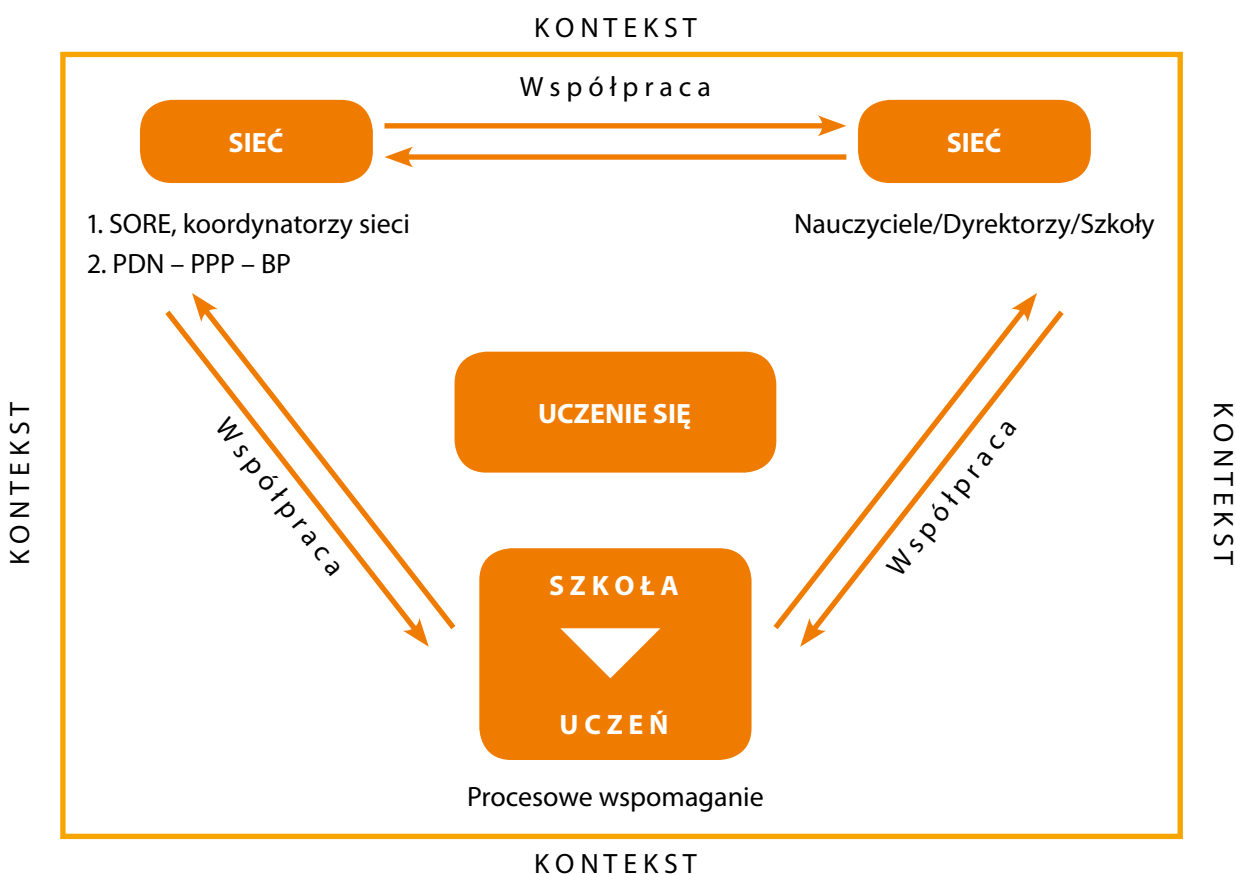 KONTEKST
Współpraca
SIEĆ
SIEĆ
1. SORE, koordynatorzy sieci
2. PDN – PPP – BP
Nauczyciele/Dyrektorzy/Szkoły
KONTEKST
Współpraca
UCZENIE SIĘ
Współpraca
KONTEKST
SZKOŁA
UCZEŃ
Procesowe wspomaganie
KONTEKST